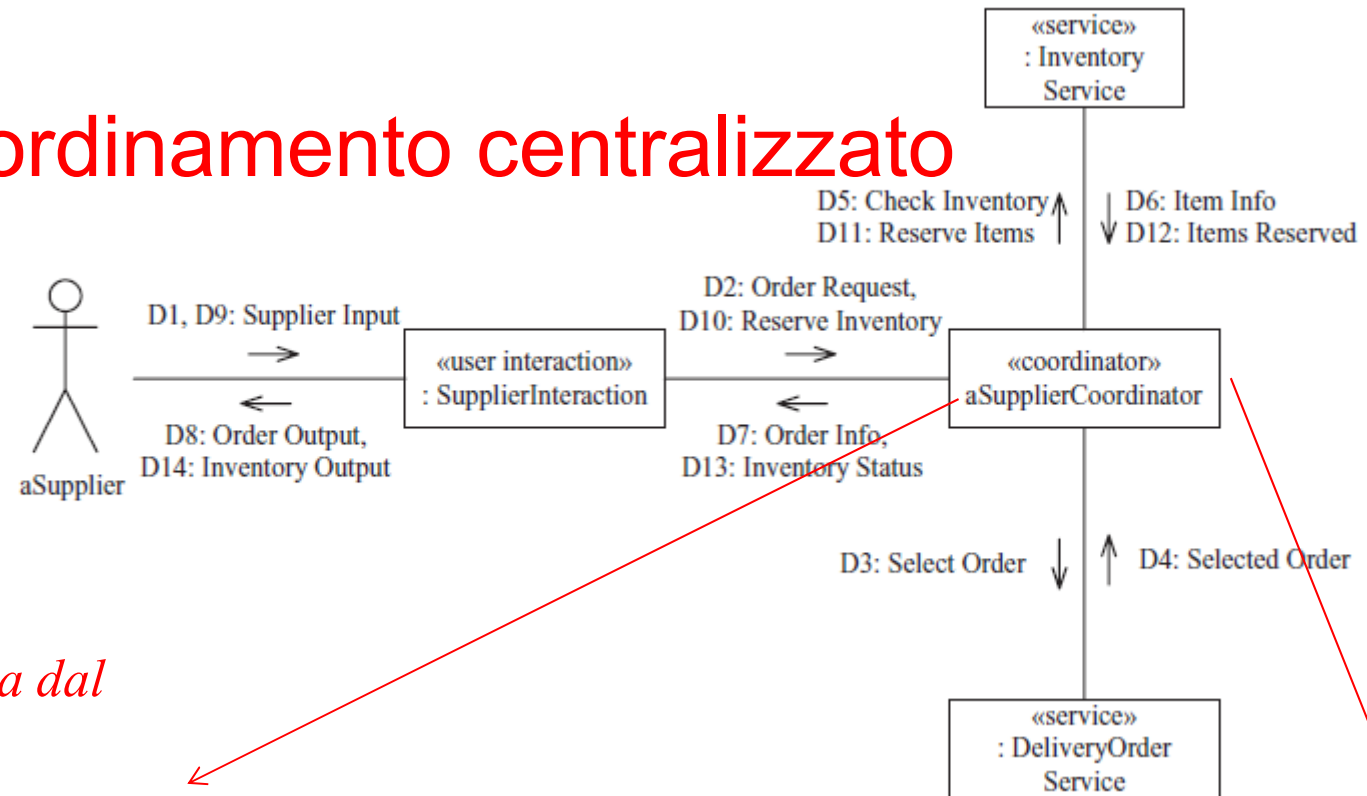 «service»
: Inventory
Service
ordinamento centralizzato
D5: Check Inventory
D11: Reserve Items
D6: Item Info
D12: Items Reserved
D1, D9: Supplier Input
D2: Order Request,
D10: Reserve Inventory
«user interaction»
: SupplierInteraction
«coordinator»
aSupplierCoordinator
D8: Order Output,
D14: Inventory Output
D7: Order Info,
D13: Inventory Status
aSupplier
D3: Select Order
D4: Selected Order
a dal
«service»
: DeliveryOrder
Service